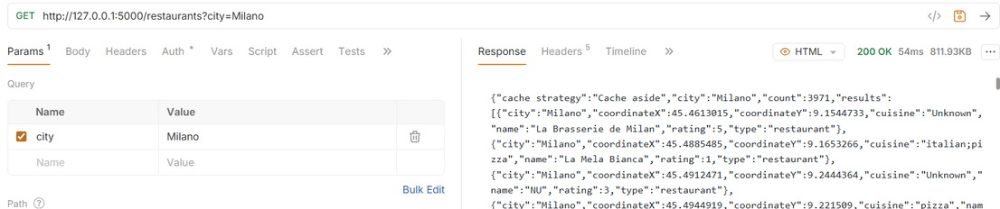 GET http://127.0.0.1:5000/restaurants?city=Milano
Params 1 Body Headers Auth * Vars Script Assert Tests
Query
Name Value
city Milano
Name Value
Bulk Edit
Path ?
Response Headers 5 Timeline HTML 200 OK 54ms 811.93KB
{"cache strategy":"Cache aside","city":"Milano","count":3971,"results":
[{"city":"Milano","coordinateX":45.4613015,"coordinateY":9.1544733,"cuisine":"Unknown",
"name":"La Brasserie de Milan","rating":5,"type":"restaurant"},
{"city":"Milano","coordinateX":45.4885485,"coordinateY":9.1653266,"cuisine":"italian;pi
zza","name":"La Mela Bianca","rating":1,"type":"restaurant"},
{"city":"Milano","coordinateX":45.4912471,"coordinateY":9.2444364,"cuisine":"Unknown","
name":"NU","rating":3,"type":"restaurant"},
{"city":"Milano","coordinateX":45.4944919,"coordinateY":9.221509,"cuisine":"pizza","nam